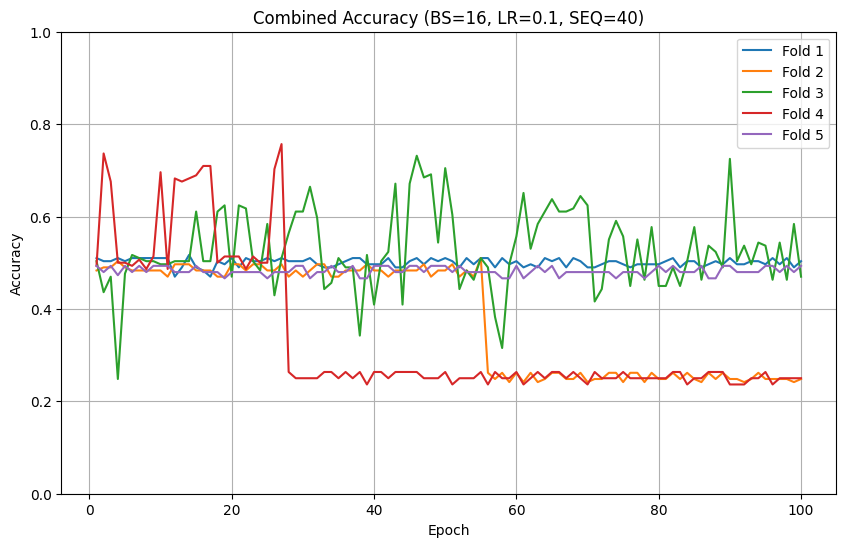 Combined Accuracy (BS=16, LR=0.1, SEQ=40)
1.0
0.8
0.6
0.4
0.2
0.0
Accuracy
Fold 1
Fold 2
Fold 3
Fold 4
Fold 5
0 20 40 60 80 100
Epoch